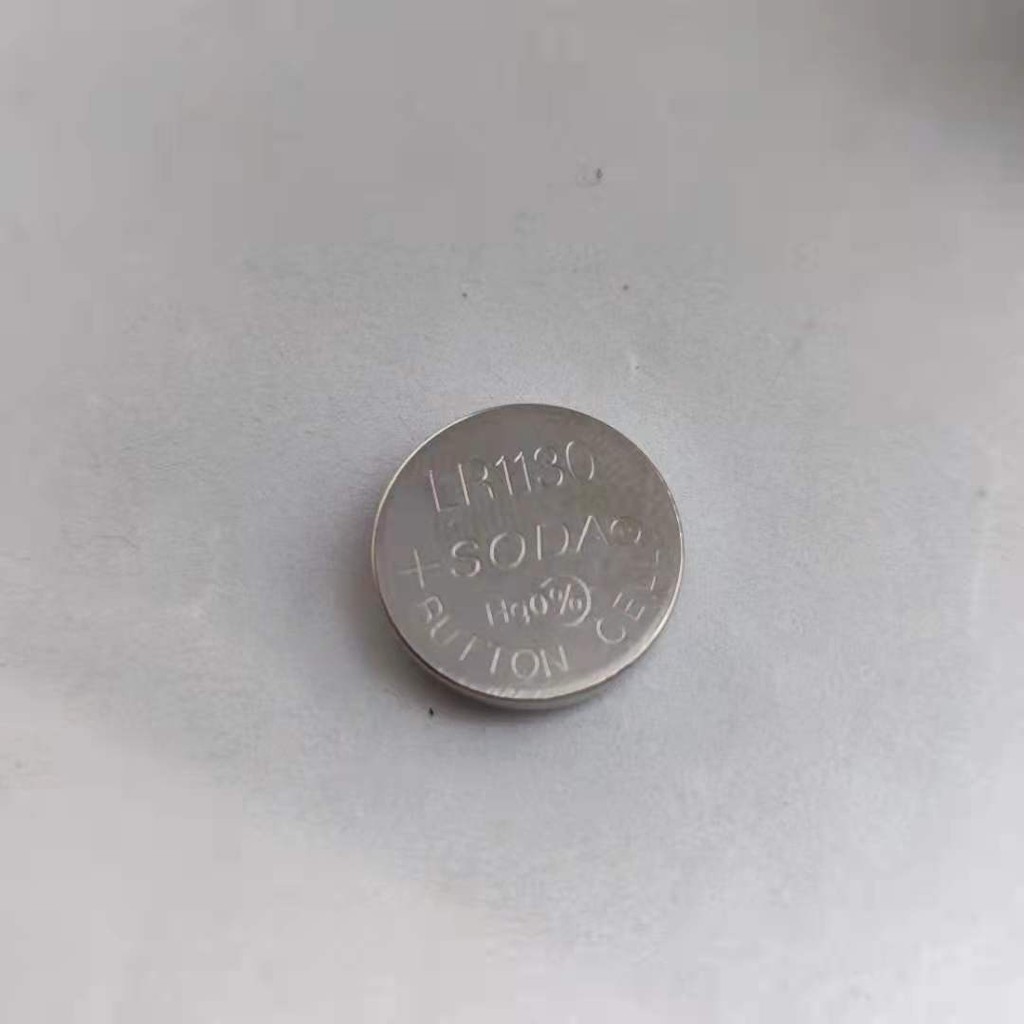 LR1130
+SODA®
Hg0%
BUTTON CELL